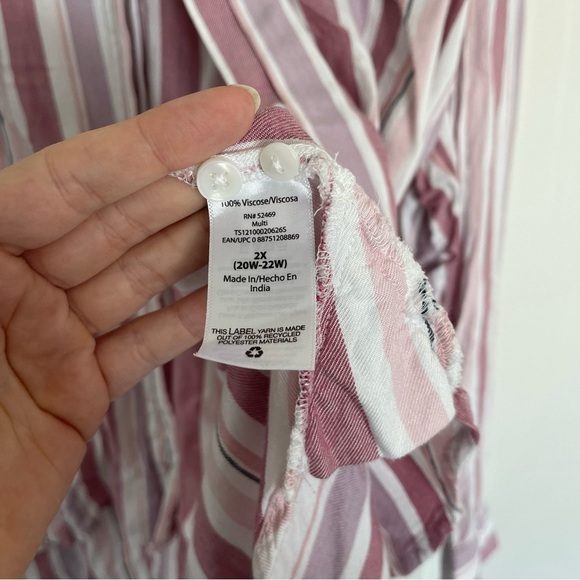 100% Viscose/Viscosa
RN# 52469
Multi
TS121000206265
EAN/UPC 0 88751208869
2X
(20W-22W)
Made In/Hecho En
India
THIS LABEL YARN IS MADE
OUT OF 100% RECYCLED
POLYESTER MATERIALS